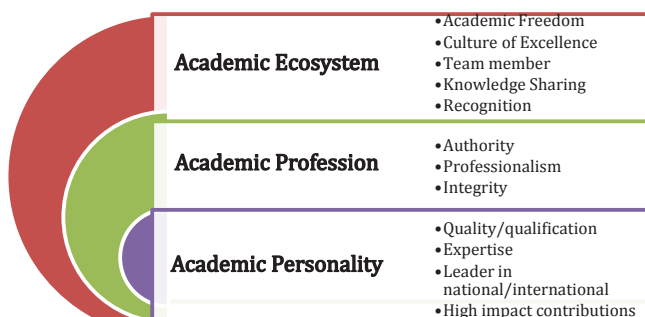 Academic Ecosystem
•Academic Freedom
•Culture of Excellence
•Team member
•Knowledge Sharing
•Recognition
Academic Profession
•Authority
•Professionalism
•Integrity
Academic Personality
•Quality/qualification
•Expertise
•Leader in
national/international
•High impact contributions